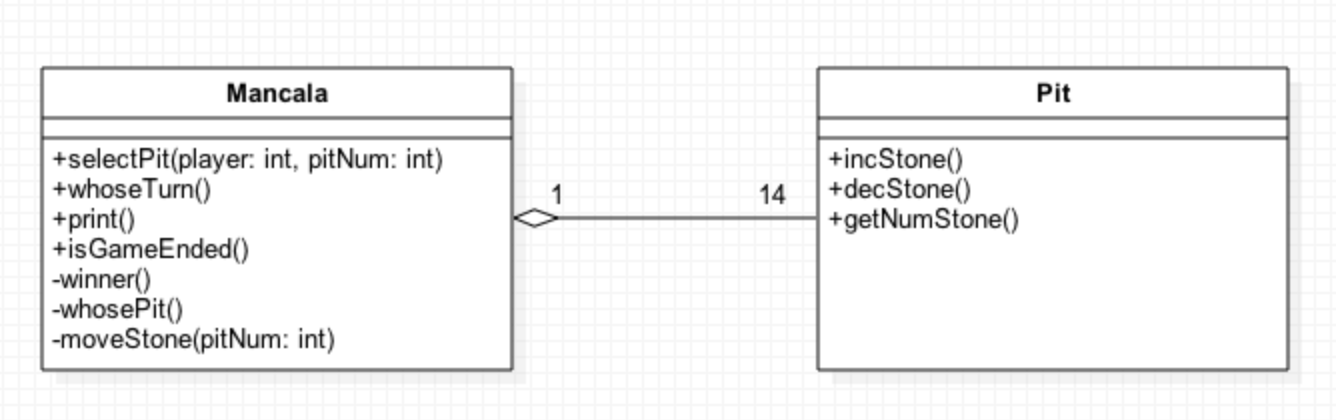 Mancala
+selectPit(player: int, pitNum: int)
+whoseTurn()
+print()
+isGameEnded()
-winner()
-whosePit()
-moveStone(pitNum: int)
1
14
Pit
+incStone()
+decStone()
+getNumStone()